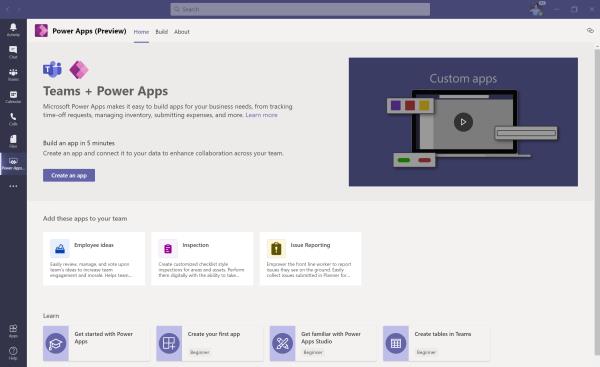 Search
Power Apps (Preview)
Home
Build
About
Activity
Chat
Teams
Calendar
Calls
Files
Power Apps...
Apps
Help
Teams + Power Apps
Microsoft Power Apps makes it easy to build apps for your business needs, from tracking
time-off requests, managing inventory, submitting expenses, and more. Learn more
Build an app in 5 minutes
Create an app and connect it to your data to enhance collaboration across your team.
Create an app
Custom apps
Add these apps to your team
Employee ideas
Easily review, manage, and vote upon
team's ideas to increase team
engagement and morale. Helps team...
Inspection
Create customized checklist style
inspections for areas and assets. Perform
them digitally with the ability to take...
Issue Reporting
Empower the front line worker to report
issues they see on the ground. Easily
collect issues submitted in Planner for...
Learn
Get started with Power
Apps
Create your first app
Beginner
Get familiar with Power
Apps Studio
Beginner
Create tables in Teams
Beginner